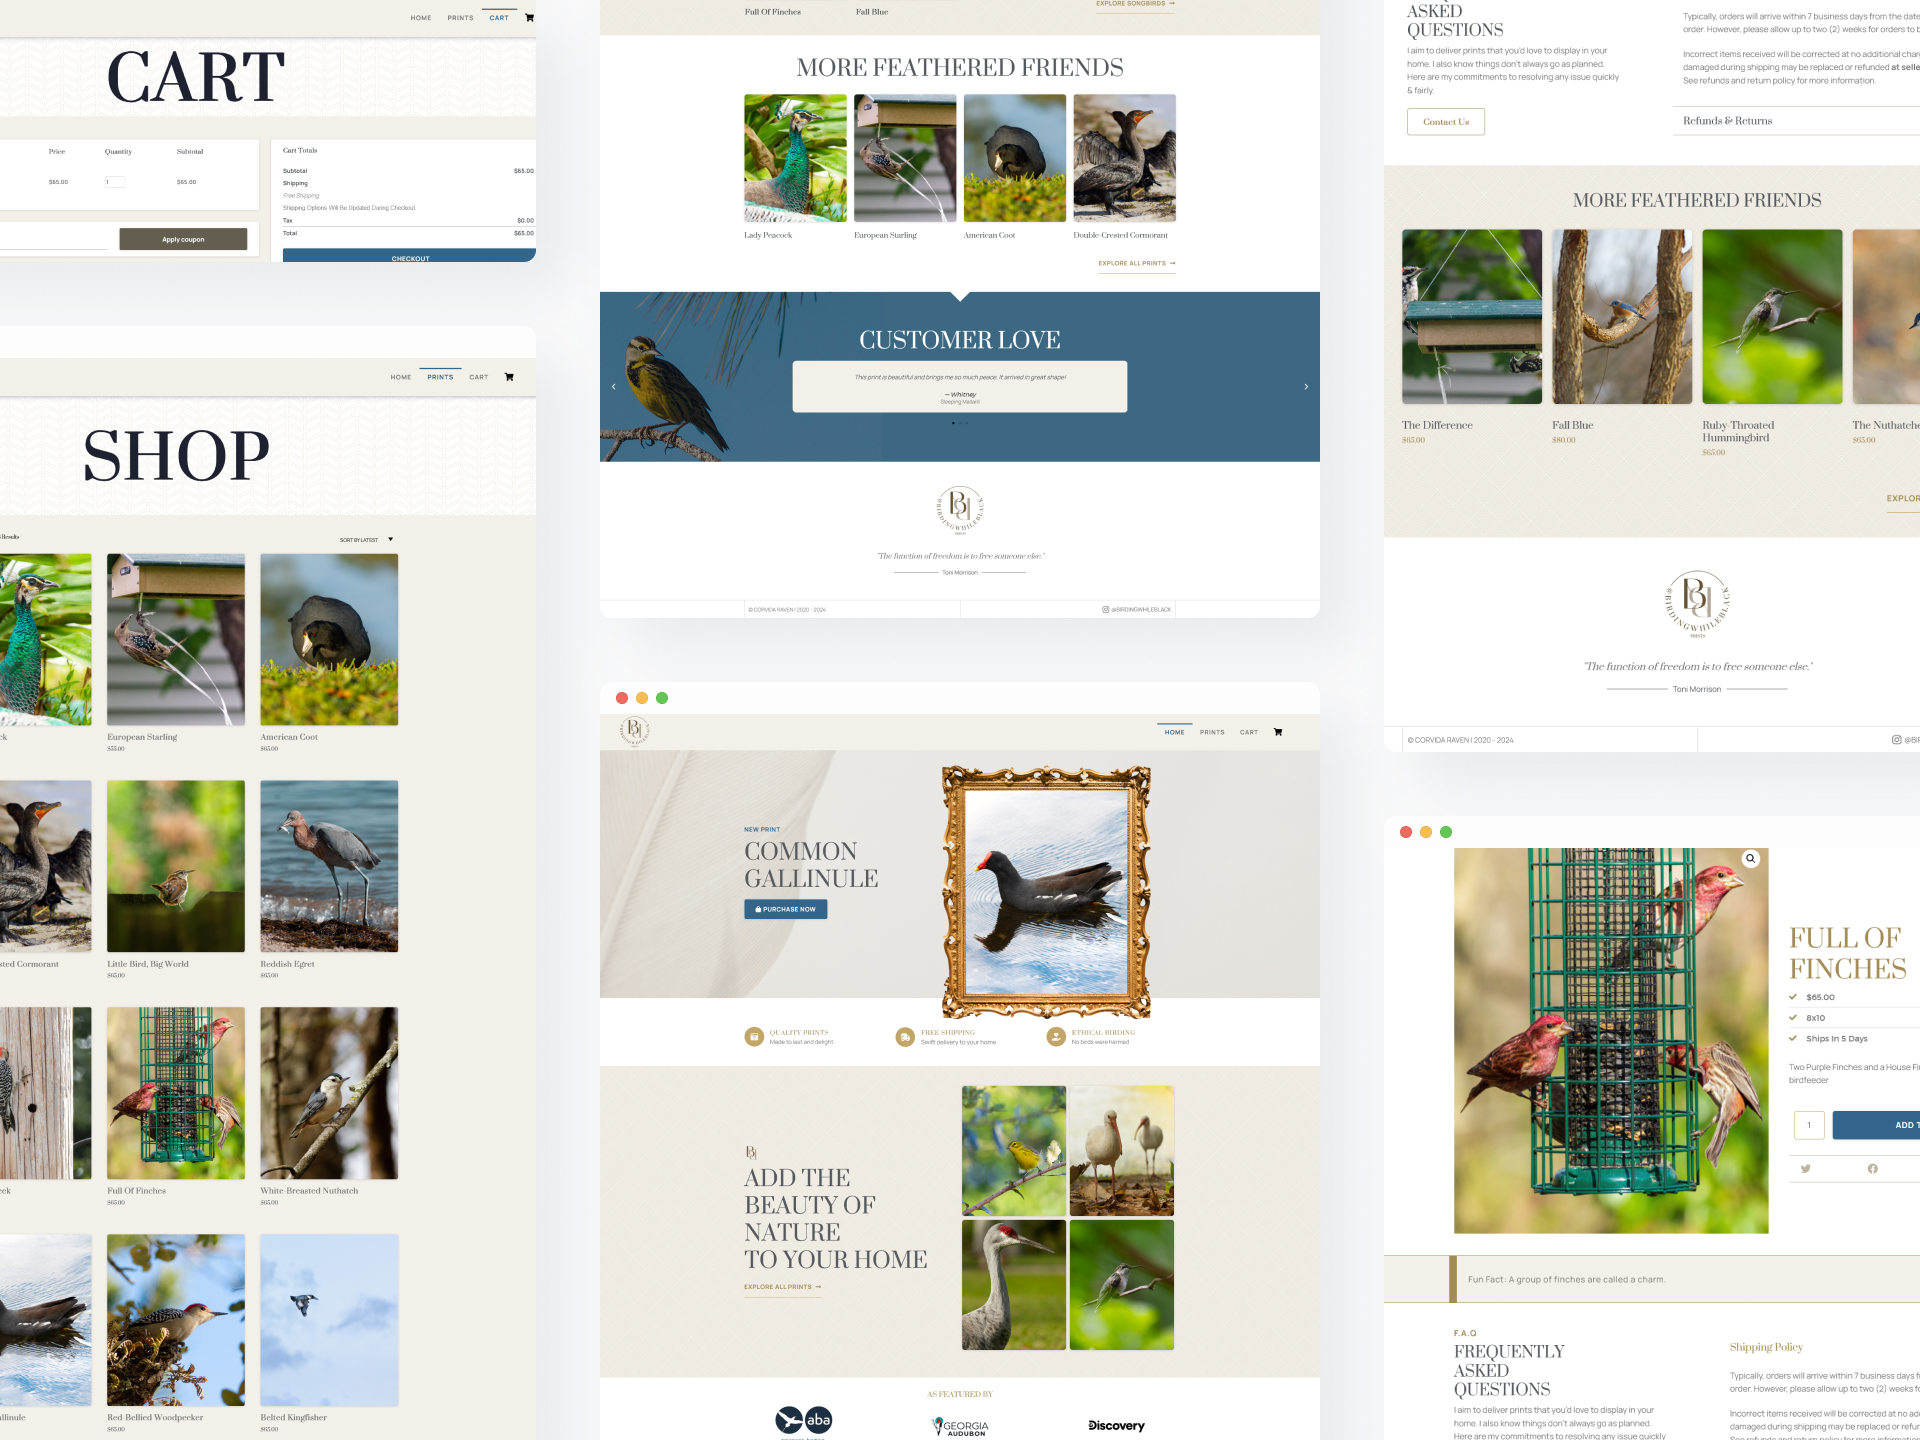 HOME PRINTS CART
CART
Price Quantity Subtotal
$65.00 1 $65.00
Apply coupon
Cart Totals
Subtotal $65.00
Shipping
Free Shipping
Shipping Options Will Be Updated During Checkout.
Tax $0.00
Total $65.00
CHECKOUT
HOME PRINTS CART
SHOP
Results
SORT BY LATEST
ck
European Starling
$55.00
American Coot
$65.00
sted Cormorant
Little Bird, Big World
$65.00
Reddish Egret
$65.00
eck
Full Of Finches
$65.00
White-Breasted Nuthatch
$65.00
allinule
Red-Bellied Woodpecker
$65.00
Belted Kingfisher
$65.00
Full Of Finches
Fall Blue
EXPLORE SONGBIRDS →
MORE FEATHERED FRIENDS
Lady Peacock
European Starling
American Coot
Double-Crested Cormorant
EXPLORE ALL PRINTS →
CUSTOMER LOVE
This print is beautiful and brings me so much peace. It arrived in great shape!
— Whitney
Sleeping Mallard
@BIRDINGWHILEBLACK
PRINTS
"The function of freedom is to free someone else."
Toni Morrison
© CORVIDA RAVEN | 2020 - 2024
@BIRDINGWHILEBLACK
HOME PRINTS CART
NEW PRINT
COMMON
GALLINULE
PURCHASE NOW
QUALITY PRINTS
Made to last and delight
FREE SHIPPING
Swift delivery to your home
ETHICAL BIRDING
No birds were harmed
ADD THE
BEAUTY OF
NATURE
TO YOUR HOME
EXPLORE ALL PRINTS →
AS FEATURED BY
aba
GEORGIA
AUDUBON
Discovery
ASKED
QUESTIONS
I aim to deliver prints that you'd love to display in your
home. I also know things don't always go as planned.
Here are my commitments to resolving any issue quickly
& fairly.
Contact Us
Typically, orders will arrive within 7 business days from the date
order. However, please allow up to two (2) weeks for orders to b
Incorrect items received will be corrected at no additional char
damaged during shipping may be replaced or refunded at selle
See refunds and return policy for more information.
Refunds & Returns
MORE FEATHERED FRIENDS
The Difference
$65.00
Fall Blue
$80.00
Ruby-Throated
Hummingbird
$65.00
The Nuthatche
$65.00
EXPLOR
@BIRDINGWHILEBLACK
PRINTS
"The function of freedom is to free someone else."
Toni Morrison
© CORVIDA RAVEN | 2020 - 2024
@BIR
FULL OF
FINCHES
$65.00
8x10
Ships In 5 Days
Two Purple Finches and a House Fi
birdfeeder
1
ADD T
Fun Fact: A group of finches are called a charm.
F.A.Q
FREQUENTLY
ASKED
QUESTIONS
I aim to deliver prints that you'd love to display in your
home. I also know things don't always go as planned.
Here are my commitments to resolving any issue quickly
Shipping Policy
Typically, orders will arrive within 7 business days f
order. However, please allow up to two (2) weeks fo
Incorrect items received will be corrected at no ad
damaged during shipping may be replaced or refu